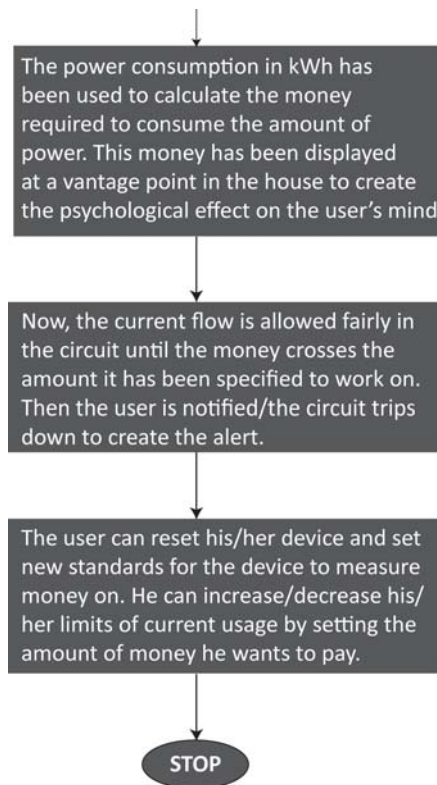 The power consumption in kWh has
been used to calculate the money
required to consume the amount of
power. This money has been displayed
at a vantage point in the house to create
the psychological effect on the user's mind
Now, the current flow is allowed fairly in
the circuit until the money crosses the
amount it has been specified to work on.
Then the user is notified/the circuit trips
down to create the alert.
The user can reset his/her device and set
new standards for the device to measure
money on. He can increase/decrease his/
her limits of current usage by setting the
amount of money he wants to pay.
STOP